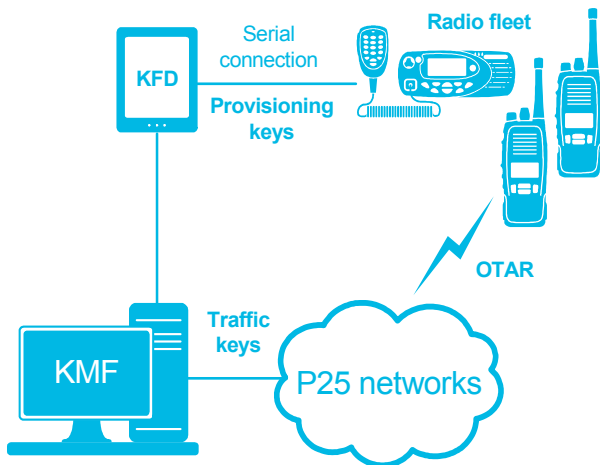 Serial
connection
Radio fleet
KFD
Provisioning
keys
OTAR
Traffic
keys
KMF
P25 networks